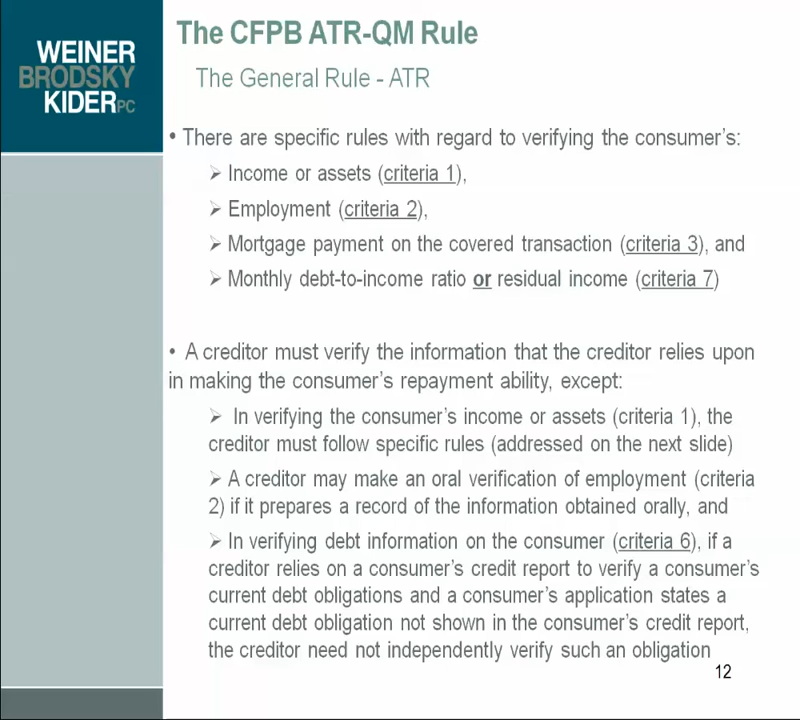 WEINER
BRODSKY
KIDER PC
The CFPB ATR-QM Rule
The General Rule - ATR
• There are specific rules with regard to verifying the consumer's:
➢ Income or assets (criteria 1),
➢ Employment (criteria 2),
➢ Mortgage payment on the covered transaction (criteria 3), and
➢ Monthly debt-to-income ratio or residual income (criteria 7)
• A creditor must verify the information that the creditor relies upon
in making the consumer's repayment ability, except:
➢ In verifying the consumer's income or assets (criteria 1), the
creditor must follow specific rules (addressed on the next slide)
➢ A creditor may make an oral verification of employment (criteria
2) if it prepares a record of the information obtained orally, and
➢ In verifying debt information on the consumer (criteria 6), if a
creditor relies on a consumer's credit report to verify a consumer's
current debt obligations and a consumer's application states a
current debt obligation not shown in the consumer's credit report,
the creditor need not independently verify such an obligation
12